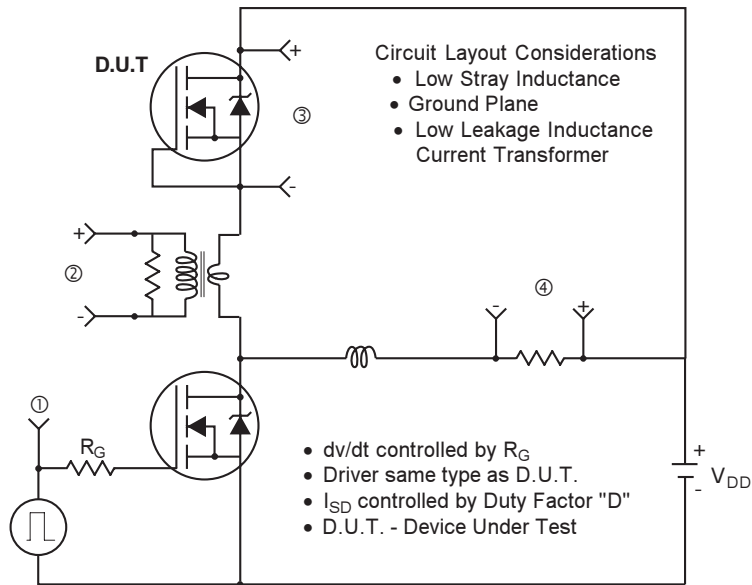 D.U.T
+
③
-
Circuit Layout Considerations
• Low Stray Inductance
• Ground Plane
• Low Leakage Inductance
Current Transformer
+
②
-
- ④ +
①
R_G
• dv/dt controlled by R_G
• Driver same type as D.U.T.
• I_SD controlled by Duty Factor "D"
• D.U.T. - Device Under Test
+
V_DD
-